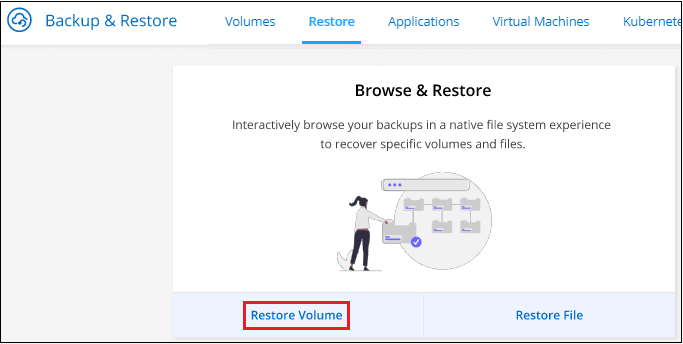 Backup & Restore Volumes Restore Applications Virtual Machines Kubernete
Browse & Restore
Interactively browse your backups in a native file system experience
to recover specific volumes and files.
Restore Volume Restore File